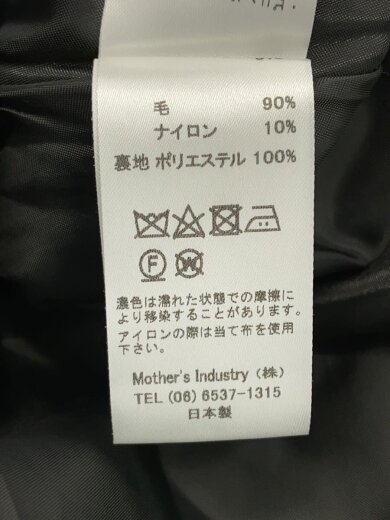 毛 90%
ナイロン 10%
裏地 ポリエステル 100%
F W
濃色は濡れた状態での摩擦に
より移染することがあります。
アイロンの際は当て布を使用
下さい。
Mother's Industry (株)
TEL (06) 6537-1315
日本製